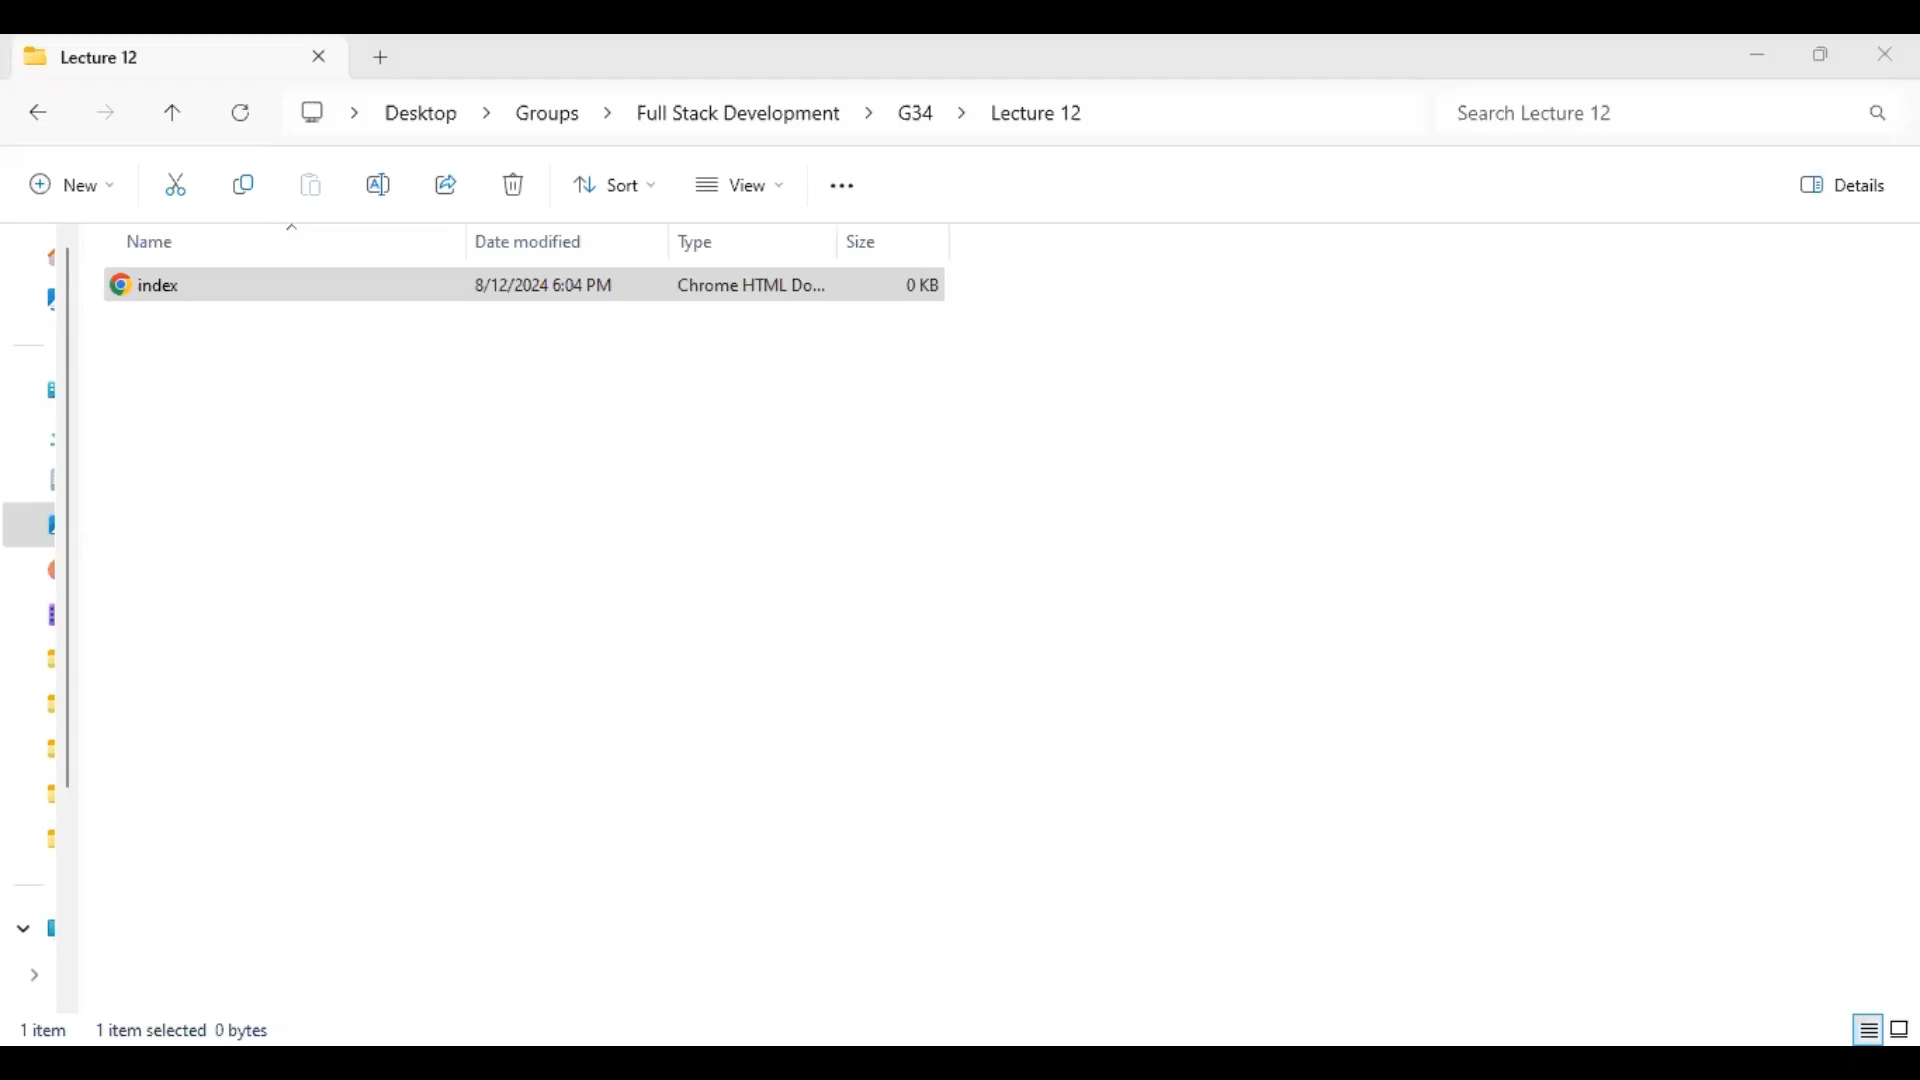 Lecture 12
Desktop > Groups > Full Stack Development > G34 > Lecture 12
Search Lecture 12
New
Sort
View
Details
Name Date modified Type Size
index 8/12/2024 6:04 PM Chrome HTML Do... 0 KB
1 item 1 item selected 0 bytes